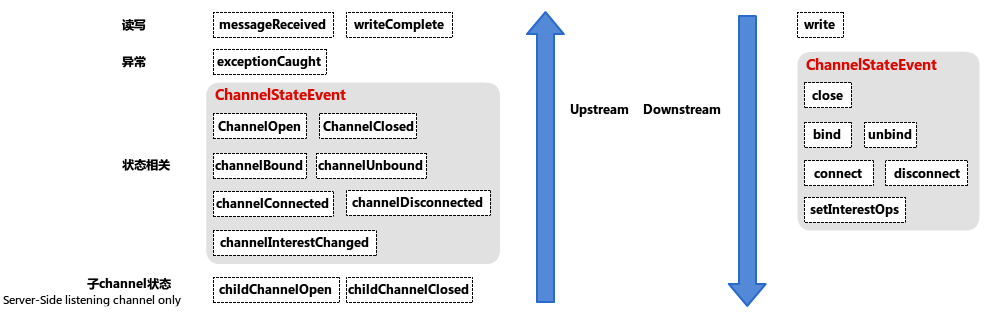 读写 messageReceived writeComplete write
异常 exceptionCaught
ChannelStateEvent
ChannelOpen ChannelClosed
状态相关 channelBound channelUnbound
channelConnected channelDisconnected
channelInterestChanged
子channel状态 childChannelOpen childChannelClosed
Server-Side listening channel only
Upstream Downstream
ChannelStateEvent
close
bind unbind
connect disconnect
setInterestOps